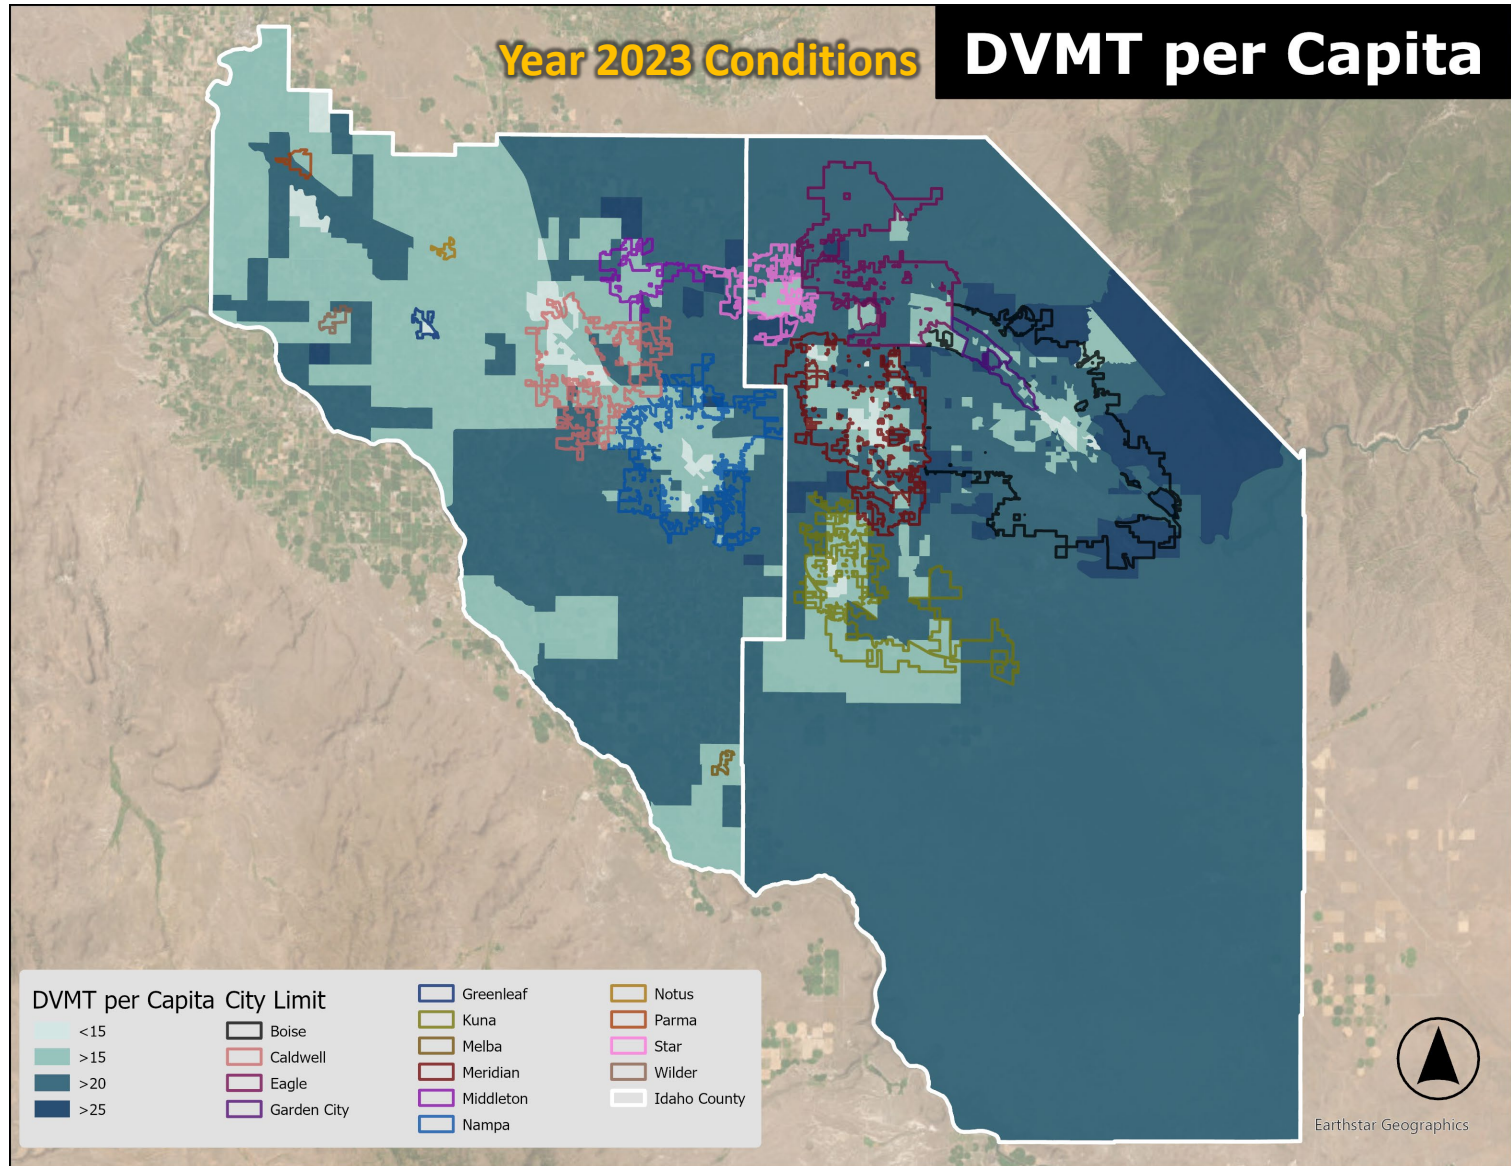 Year 2023 Conditions
DVMT per Capita
DVMT per Capita
<15
>15
>20
>25
City Limit
Boise
Caldwell
Eagle
Garden City
Greenleaf
Kuna
Melba
Meridian
Middleton
Nampa
Notus
Parma
Star
Wilder
Idaho County
Earthstar Geographics